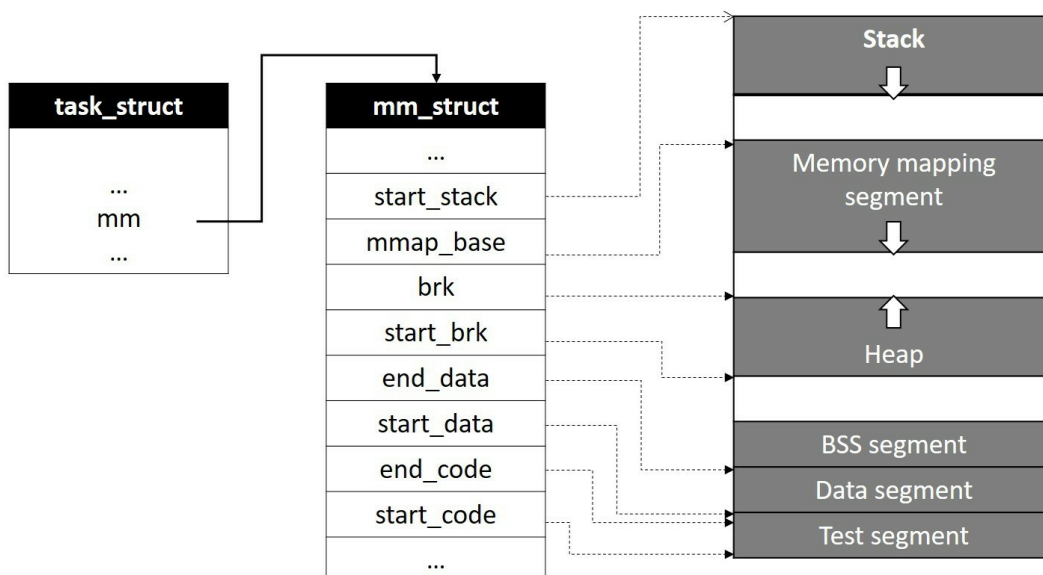 task_struct
...
mm
...
mm_struct
...
start_stack
mmap_base
brk
start_brk
end_data
start_data
end_code
start_code
...
Stack
Memory mapping
segment
Heap
BSS segment
Data segment
Test segment